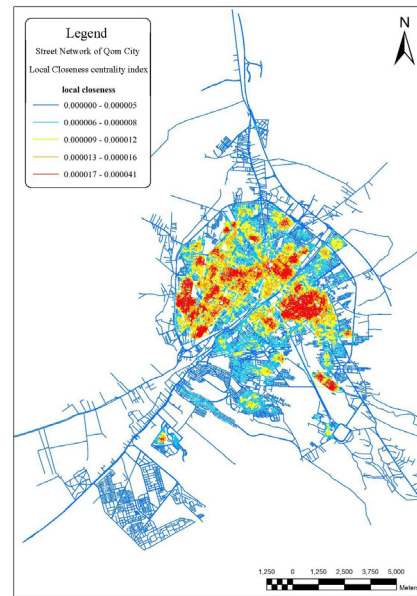 Legend
Street Network of Qom City
Local Closeness centrality index
local closeness
0.000000 - 0.000005
0.000006 - 0.000008
0.000009 - 0.000012
0.000013 - 0.000016
0.000017 - 0.000041
N
1,250 0 1,250 2,500 3,750 5,000
Meters